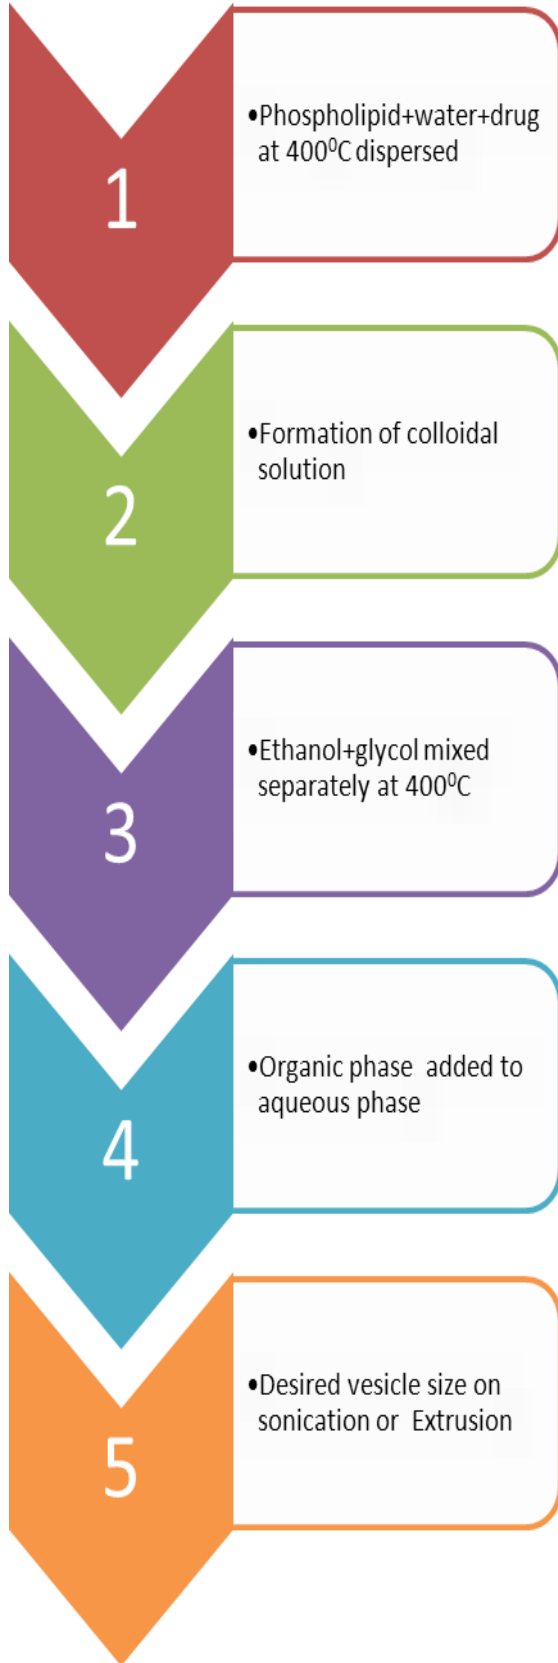 1
•Phospholipid+water+drug
at 400⁰C dispersed
2
•Formation of colloidal
solution
3
•Ethanol+glycol mixed
separately at 400⁰C
4
•Organic phase added to
aqueous phase
5
•Desired vesicle size on
sonication or Extrusion